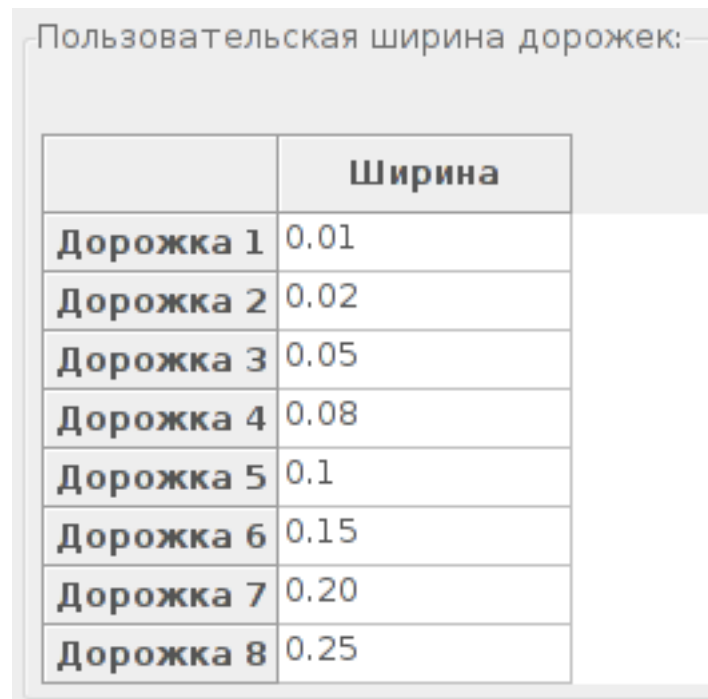 Пользовательская ширина дорожек:
Ширина
Дорожка 1 0.01
Дорожка 2 0.02
Дорожка 3 0.05
Дорожка 4 0.08
Дорожка 5 0.1
Дорожка 6 0.15
Дорожка 7 0.20
Дорожка 8 0.25